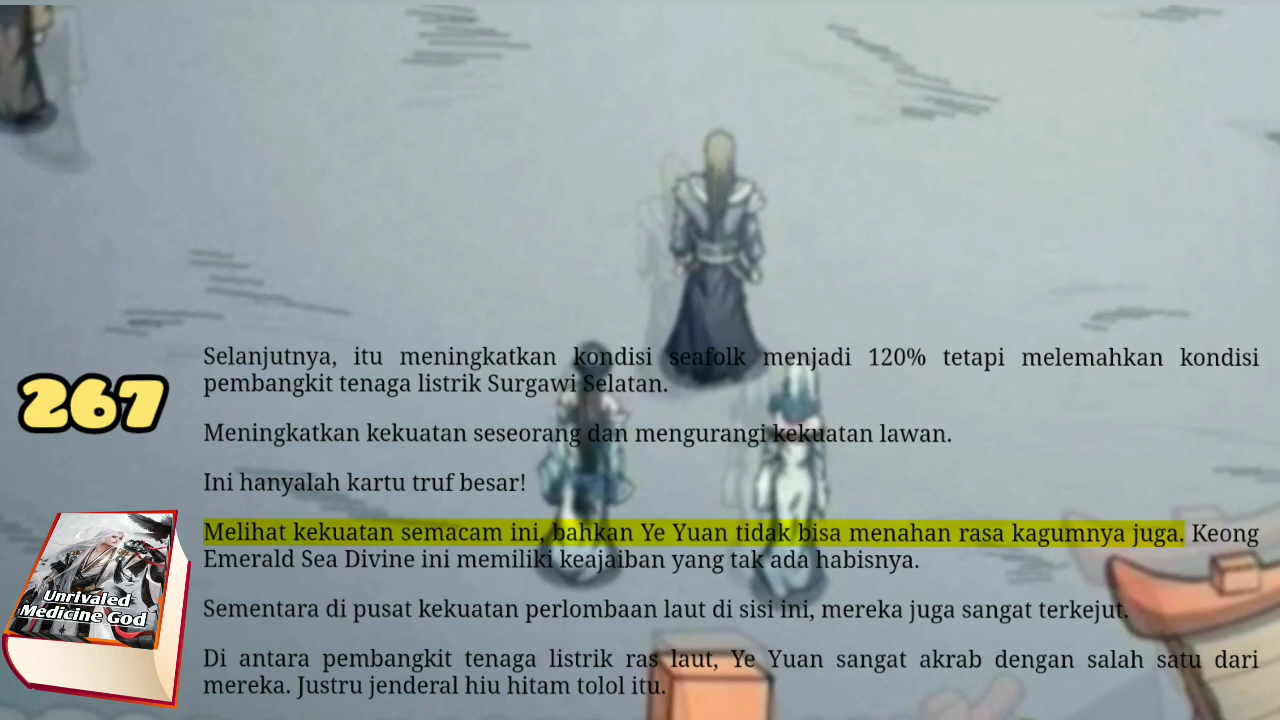 Selanjutnya, itu meningkatkan kondisi seafolk menjadi 120% tetapi melemahkan kondisi
pembangkit tenaga listrik Surgawi Selatan.
267
Meningkatkan kekuatan seseorang dan mengurangi kekuatan lawan.
Ini hanyalah kartu truf besar!
Melihat kekuatan semacam ini, bahkan Ye Yuan tidak bisa menahan rasa kagumnya juga. Keong
Emerald Sea Divine ini memiliki keajaiban yang tak ada habisnya.
Unrivaled
Medicine God
Sementara di pusat kekuatan perlombaan laut di sisi ini, mereka juga sangat terkejut.
Di antara pembangkit tenaga listrik ras laut, Ye Yuan sangat akrab dengan salah satu dari
mereka. Justru jenderal hiu hitam tolol itu.